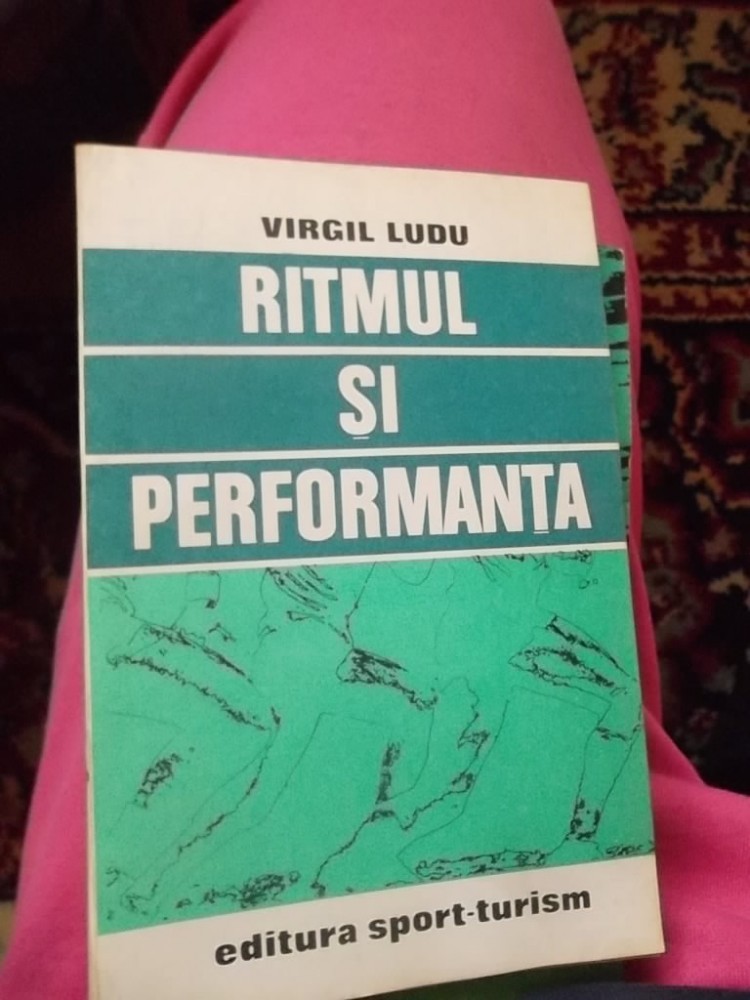 VIRGIL LUDU
RITMUL
ȘI
PERFORMANȚA
editura sport-turism